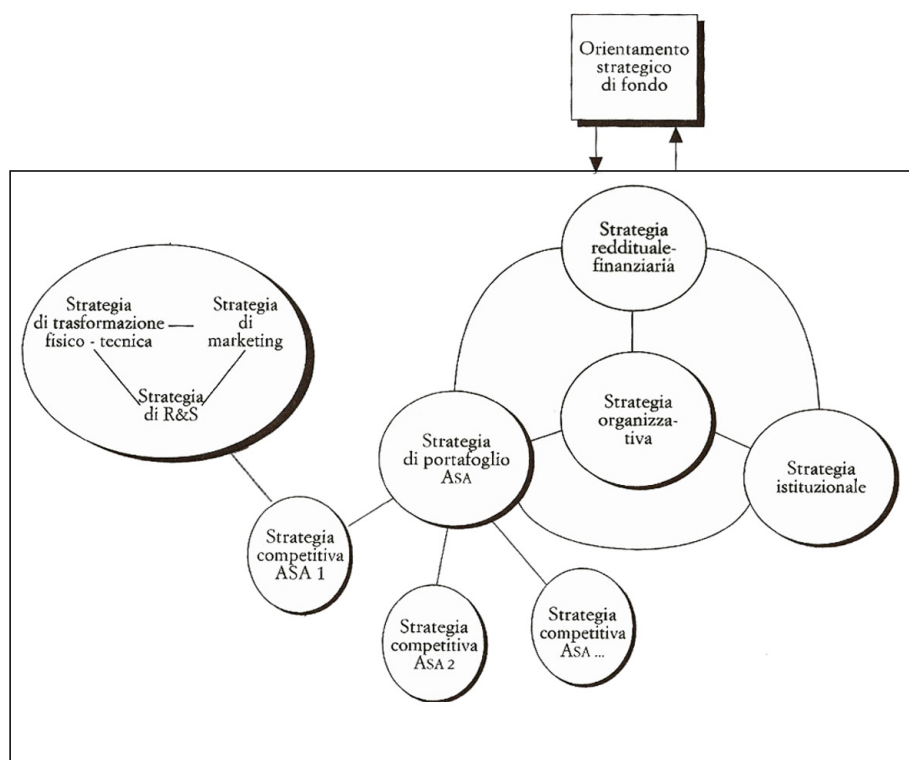 Orientamento
strategico
di fondo
Strategia
reddituale-
finanziaria
Strategia
di trasformazione
fisico - tecnica
Strategia
di
marketing
Strategia
di R&S
Strategia
organizza-
tiva
Strategia
di portafoglio
ASA
Strategia
istituzionale
Strategia
competitiva
ASA 1
Strategia
competitiva
ASA 2
Strategia
competitiva
ASA ...